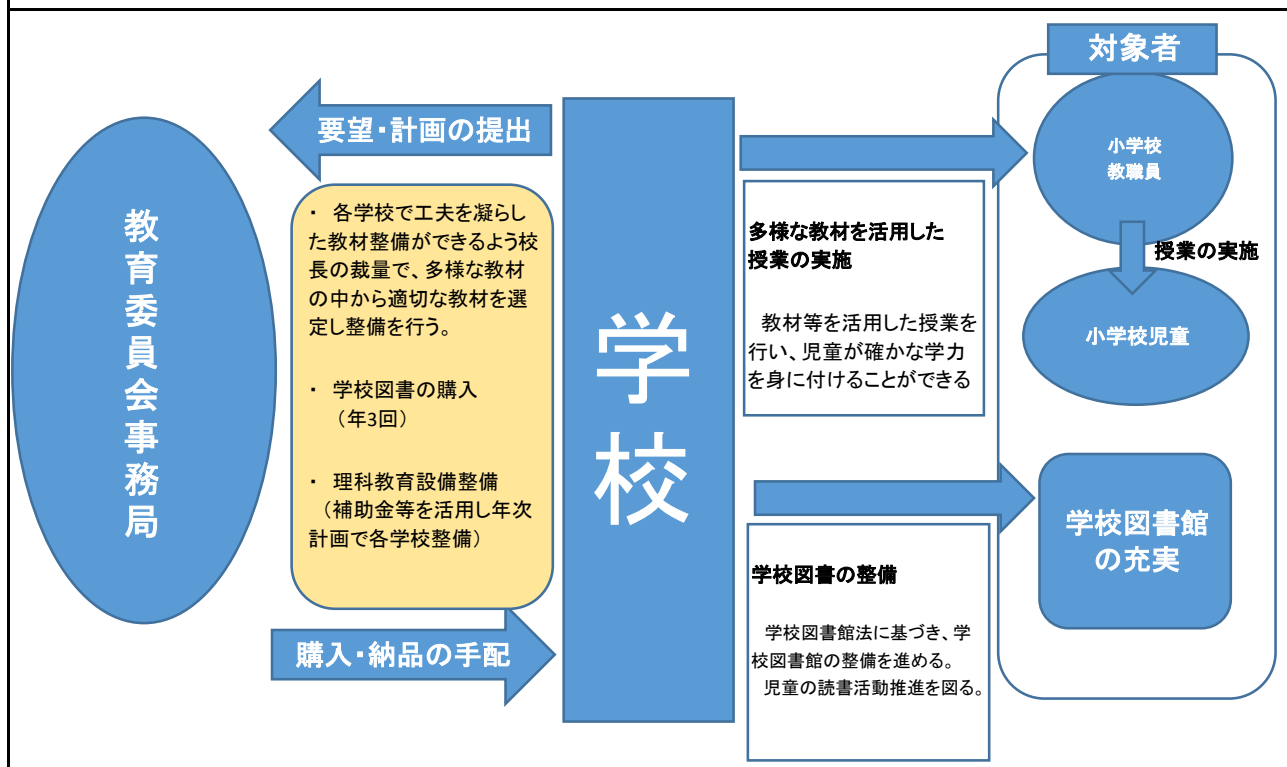 教育委員会事務局
要望・計画の提出
・ 各学校で工夫を凝らし
た教材整備ができるよう校
長の裁量で、多様な教材
の中から適切な教材を選
定し整備を行う。
・ 学校図書の購入
（年3回）
・ 理科教育設備整備
（補助金等を活用し年次
計画で各学校整備）
購入・納品の手配
学校
多様な教材を活用した
授業の実施
教材等を活用した授業を
行い、児童が確かな学力
を身に付けることができる
学校図書の整備
学校図書館法に基づき、学
校図書館の整備を進める。
児童の読書活動推進を図る。
対象者
小学校
教職員
授業の実施
小学校児童
学校図書館
の充実